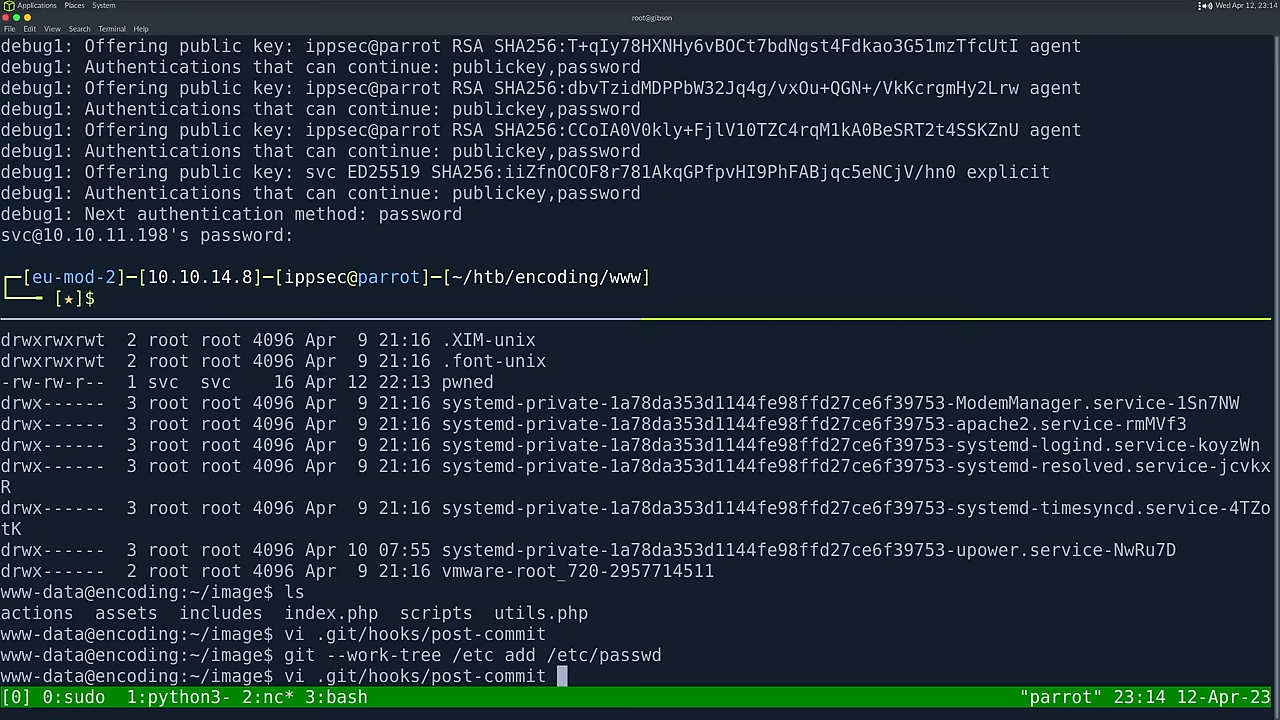 Applications Places System Wed Apr 12, 23:14
root@gibson
File Edit View Search Terminal Help
debug1: Offering public key: ippsec@parrot RSA SHA256:T+qIy78HXNHy6vBOCt7bdNgst4Fdkao3G51mzTfcUtI agent
debug1: Authentications that can continue: publickey,password
debug1: Offering public key: ippsec@parrot RSA SHA256:dbvTzidMDPPbW32Jq4g/vxOu+QGN+/VkKcrgmHy2Lrw agent
debug1: Authentications that can continue: publickey,password
debug1: Offering public key: ippsec@parrot RSA SHA256:CCoIA0V0kly+FjlV10TZC4rqM1kA0BeSRT2t4SSKZnU agent
debug1: Authentications that can continue: publickey,password
debug1: Offering public key: svc ED25519 SHA256:iiZfnOCOF8r781AkqGPfpvHI9PhFABjqc5eNCjV/hn0 explicit
debug1: Authentications that can continue: publickey,password
debug1: Next authentication method: password
svc@10.10.11.198's password:
┌─[eu-mod-2]─[10.10.14.8]─[ippsec@parrot]─[~/htb/encoding/www]
└──╼ [★]$
drwxrwxrwt 2 root root 4096 Apr 9 21:16 .XIM-unix
drwxrwxrwt 2 root root 4096 Apr 9 21:16 .font-unix
-rw-rw-r-- 1 svc svc 16 Apr 12 22:13 pwned
drwx------ 3 root root 4096 Apr 9 21:16 systemd-private-1a78da353d1144fe98ffd27ce6f39753-ModemManager.service-1Sn7NW
drwx------ 3 root root 4096 Apr 9 21:16 systemd-private-1a78da353d1144fe98ffd27ce6f39753-apache2.service-rmMVf3
drwx------ 3 root root 4096 Apr 9 21:16 systemd-private-1a78da353d1144fe98ffd27ce6f39753-systemd-logind.service-koyzWn
drwx------ 3 root root 4096 Apr 9 21:16 systemd-private-1a78da353d1144fe98ffd27ce6f39753-systemd-resolved.service-jcvkx
R
drwx------ 3 root root 4096 Apr 9 21:16 systemd-private-1a78da353d1144fe98ffd27ce6f39753-systemd-timesyncd.service-4TZo
tK
drwx------ 3 root root 4096 Apr 10 07:55 systemd-private-1a78da353d1144fe98ffd27ce6f39753-upower.service-NwRu7D
drwx------ 2 root root 4096 Apr 9 21:16 vmware-root_720-2957714511
www-data@encoding:~/image$ ls
actions assets includes index.php scripts utils.php
www-data@encoding:~/image$ vi .git/hooks/post-commit
www-data@encoding:~/image$ git --work-tree /etc add /etc/passwd
www-data@encoding:~/image$ vi .git/hooks/post-commit
[0] 0:sudo 1:python3- 2:nc* 3:bash "parrot" 23:14 12-Apr-23